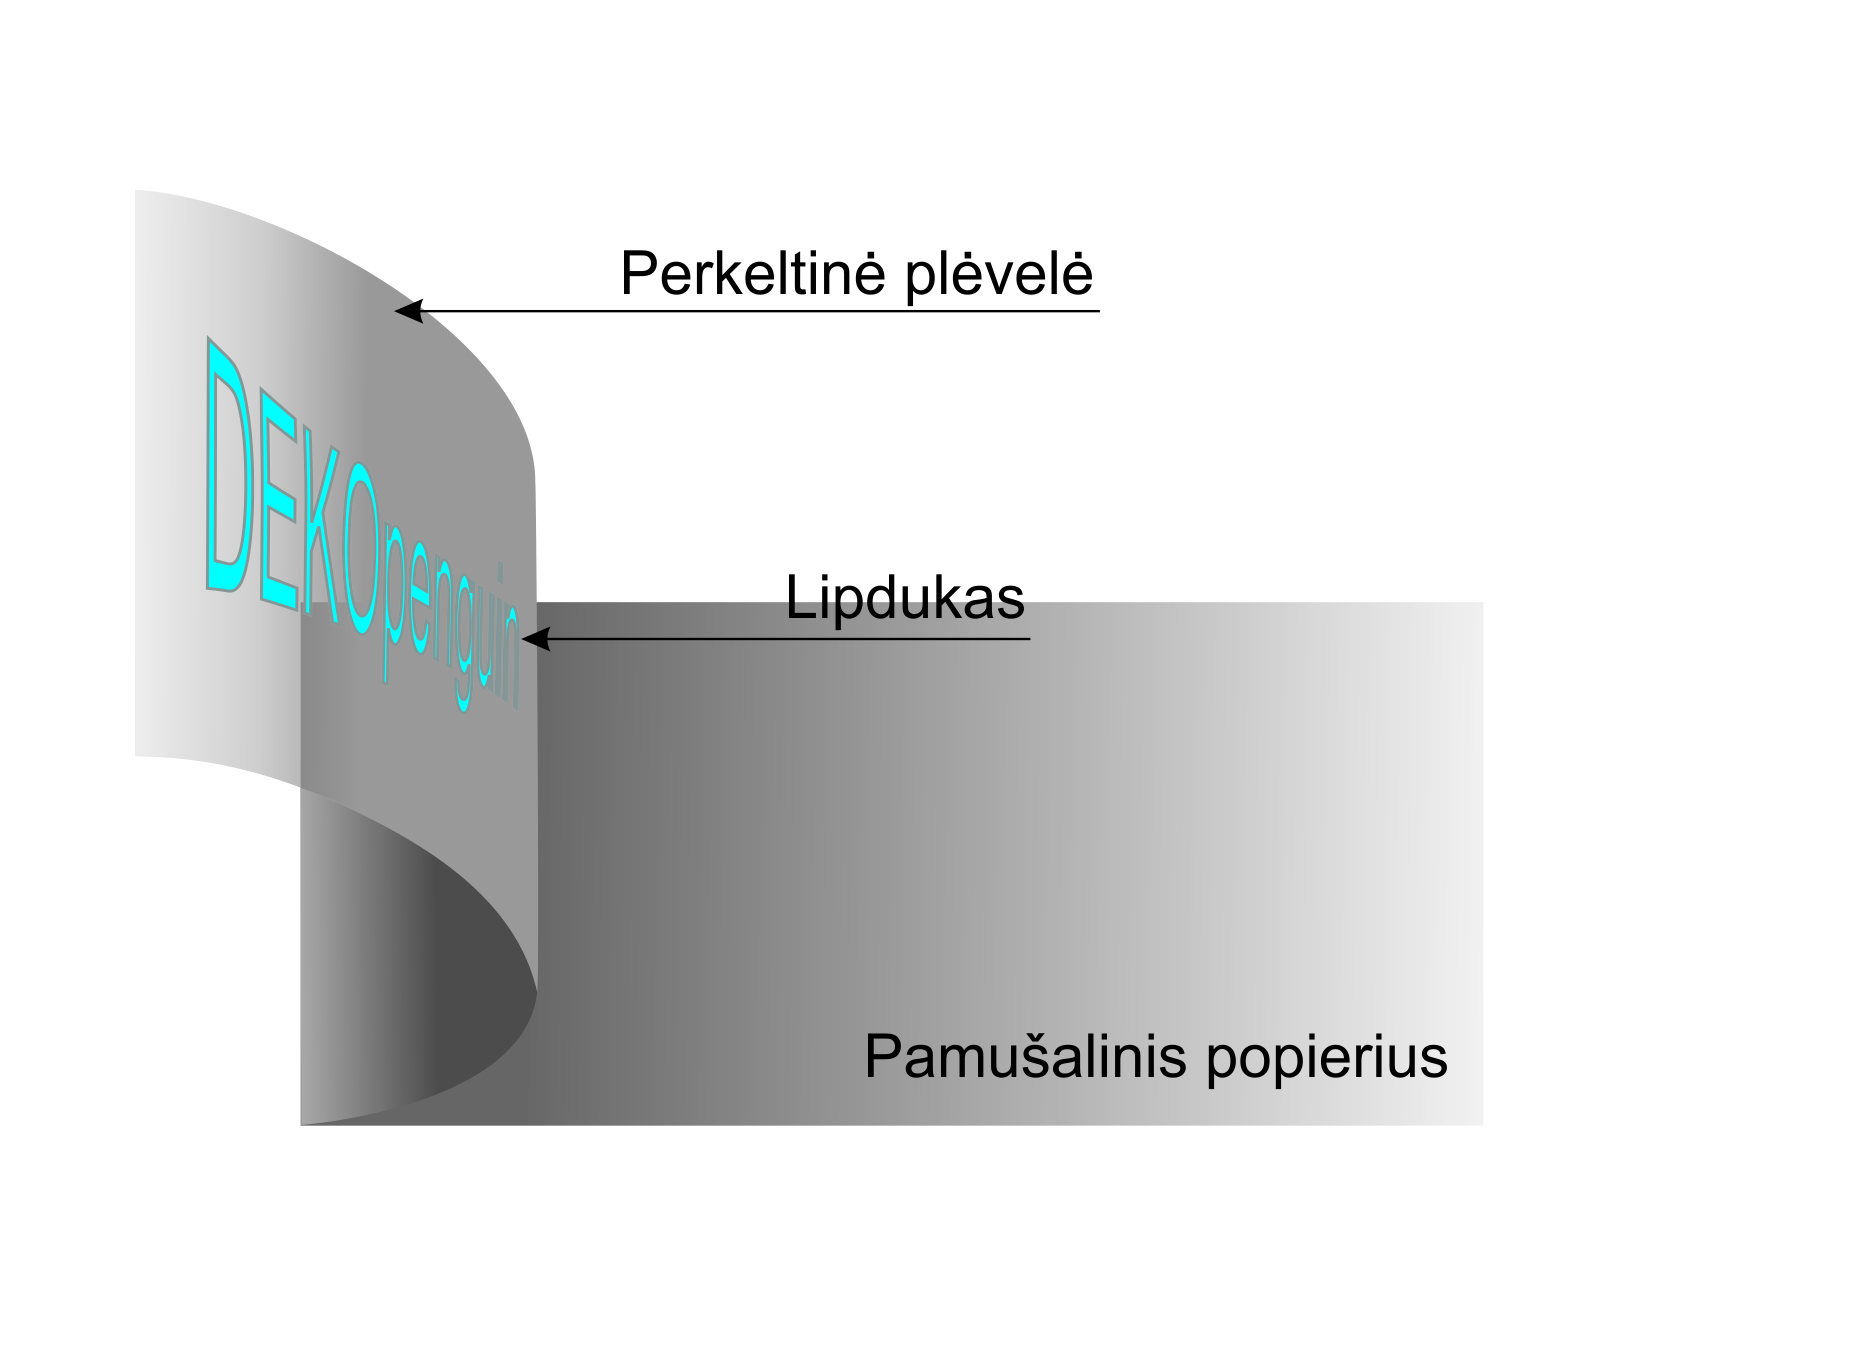 Perkeltinė plėvelė
DEKOpenguin
Lipdukas
Pamušalinis popierius